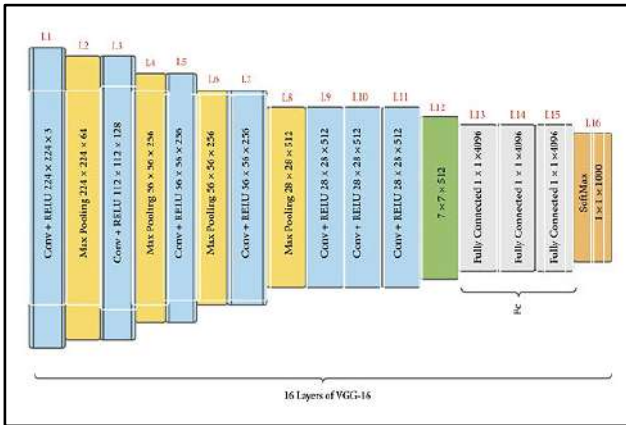 L1
L2
L3
L4
L5
L6
L7
L8
L9
L10
L11
L12
L13
L14
L15
L16
Conv + RELU 224 × 224 × 3
Max Pooling 224 × 224 × 64
Conv + RELU 112 × 112 × 128
Max Pooling 56 × 56 × 256
Conv + RELU 56 × 56 × 256
Max Pooling 56 × 56 × 256
Conv + RELU 56 × 56 × 256
Max Pooling 28 × 28 × 512
Conv + RELU 28 × 28 × 512
Conv + RELU 28 × 28 × 512
Conv + RELU 28 × 28 × 512
7 × 7 × 512
Fully Connected 1 × 1 ×4096
Fully Connected 1 × 1 ×4096
Fully Connected 1 × 1 ×4096
SoftMax
1 × 1 × 1000
Fc
16 Layers of VGG-16